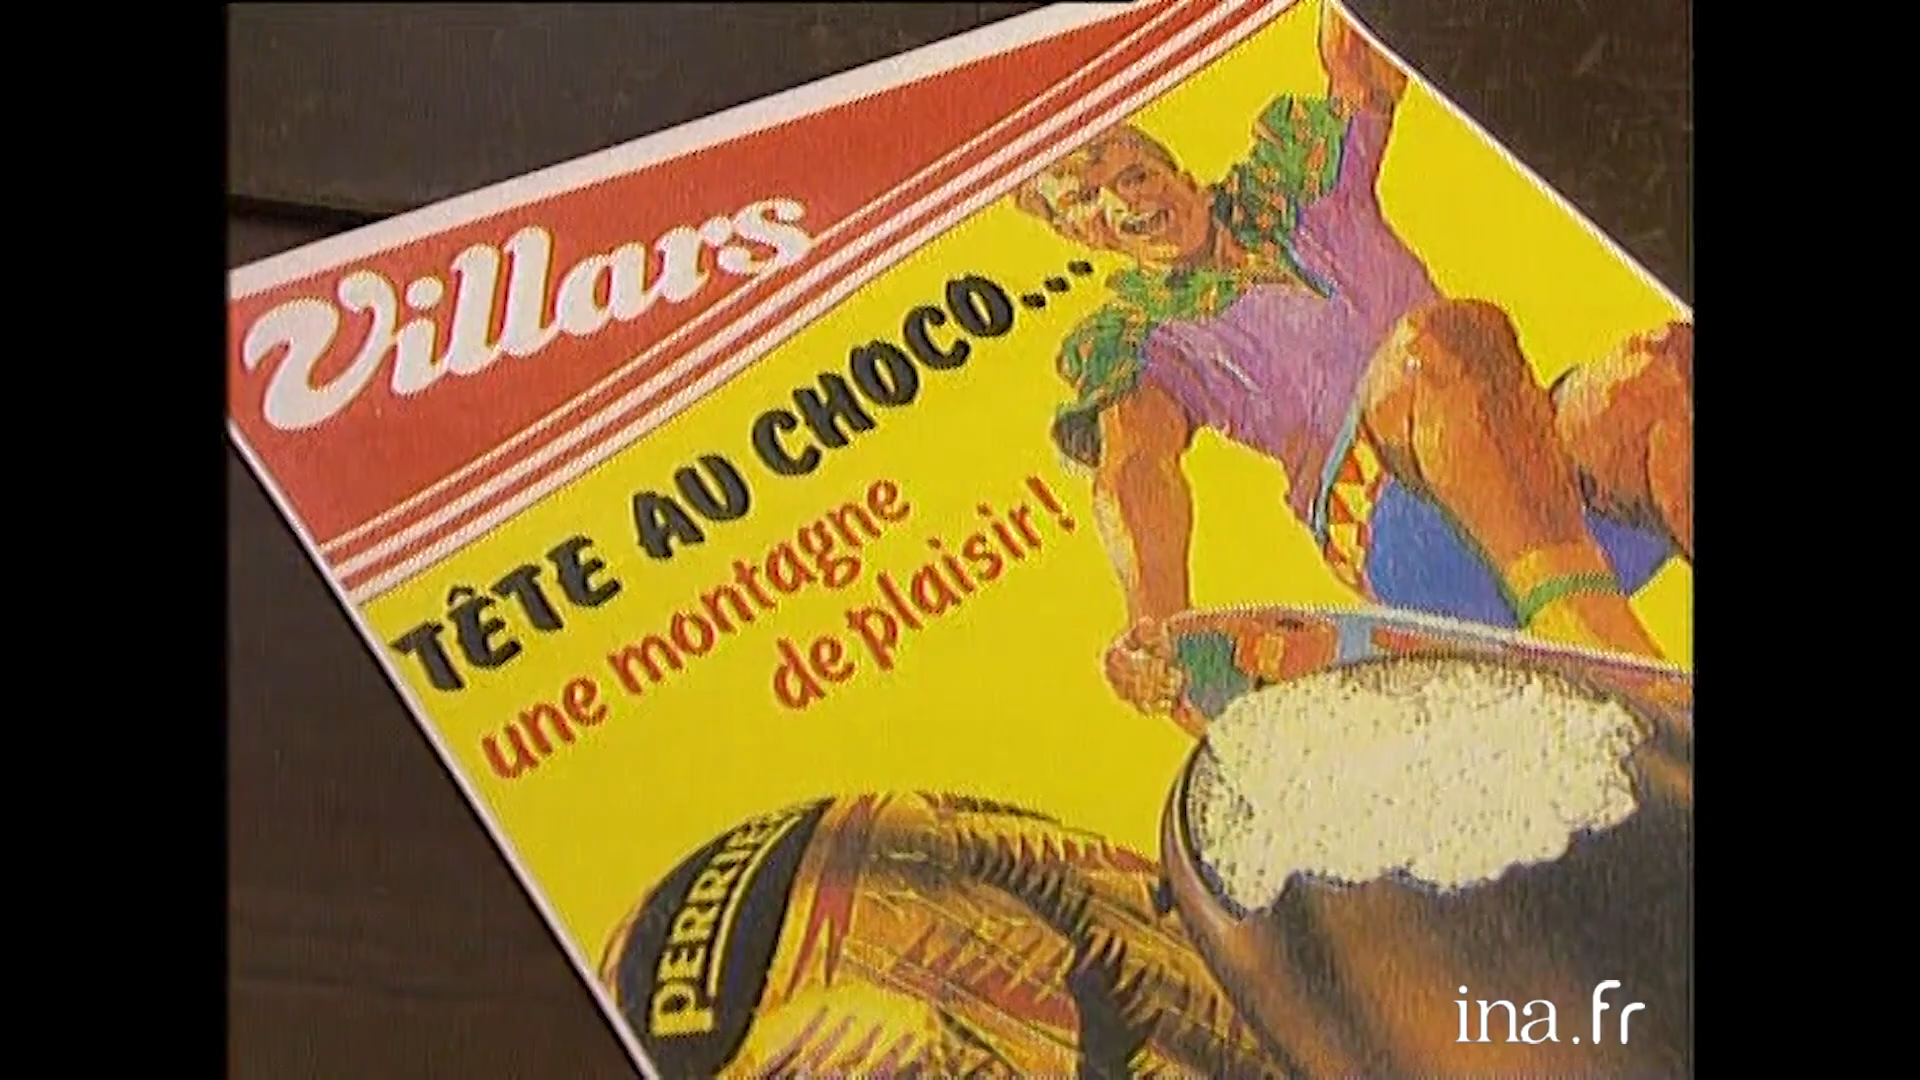 Villars
TÊTE AU CHOCO...
une montagne
de plaisir !
PERRIER
ina.fr